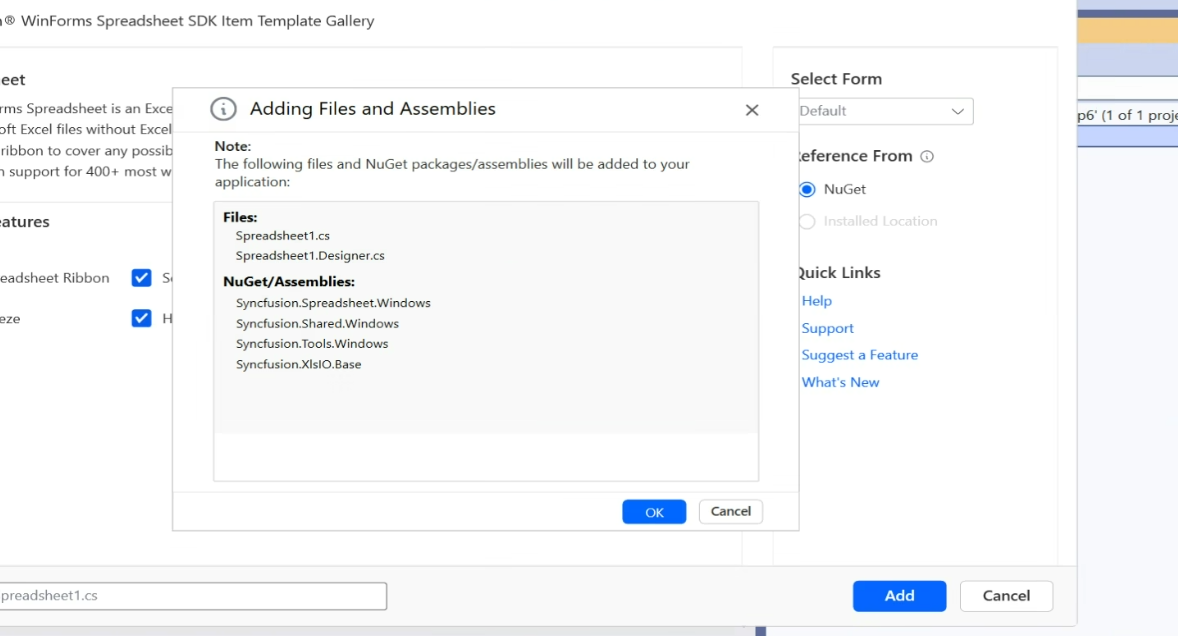 ® WinForms Spreadsheet SDK Item Template Gallery
eet
rms Spreadsheet is an Exce
oft Excel files without Excel
ribbon to cover any possib
n support for 400+ most w
eatures
eadsheet Ribbon
eze
H
Adding Files and Assemblies
Note:
The following files and NuGet packages/assemblies will be added to your
application:
Files:
Spreadsheet1.cs
Spreadsheet1.Designer.cs
NuGet/Assemblies:
Syncfusion.Spreadsheet.Windows
Syncfusion.Shared.Windows
Syncfusion.Tools.Windows
Syncfusion.XlsIO.Base
OK
Cancel
Select Form
Default
eference From
NuGet
Installed Location
Quick Links
Help
Support
Suggest a Feature
What's New
p6' (1 of 1 proje
preadsheet1.cs
Add
Cancel